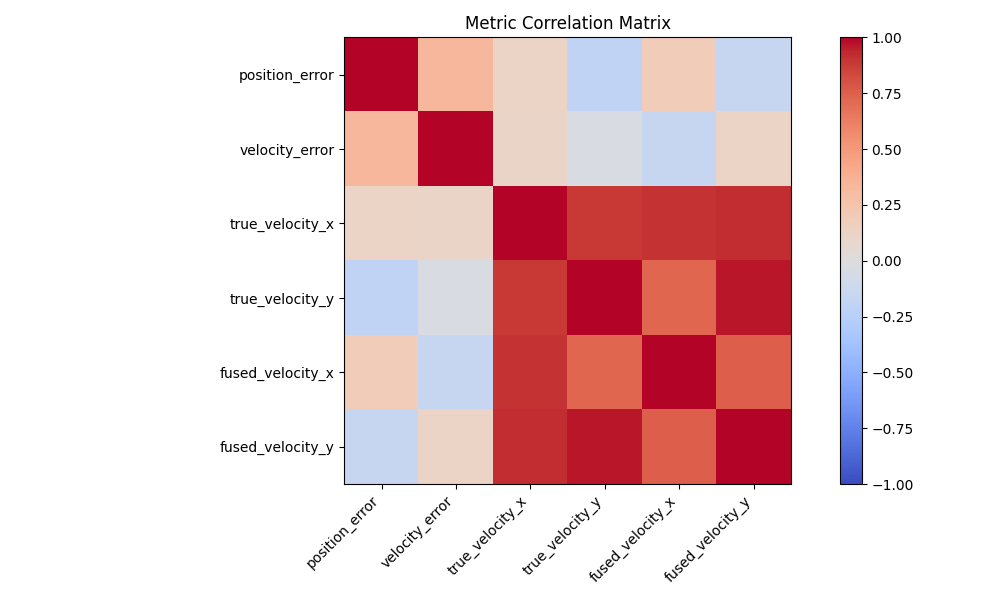 Metric Correlation Matrix
position_error
velocity_error
true_velocity_x
true_velocity_y
fused_velocity_x
fused_velocity_y
position_error
velocity_error
true_velocity_x
true_velocity_y
fused_velocity_x
fused_velocity_y
1.00
0.75
0.50
0.25
0.00
−0.25
−0.50
−0.75
−1.00